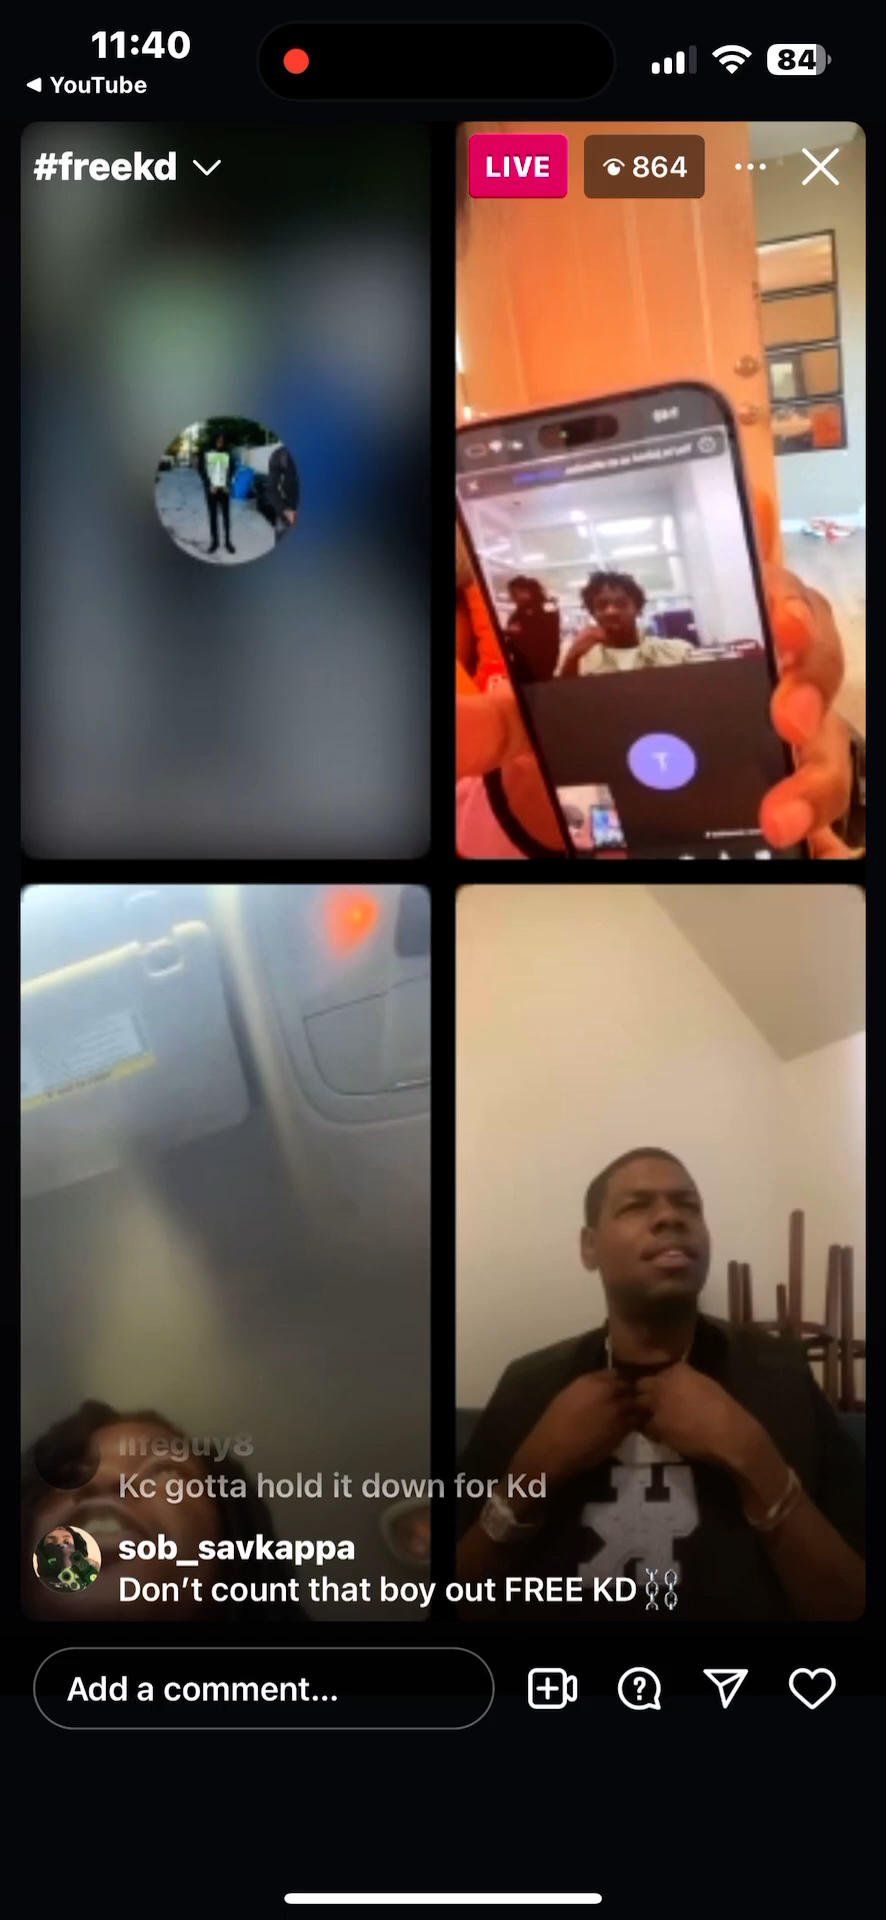 11:40
84
YouTube
#freekd
LIVE
864
T
lifeguy8
Kc gotta hold it down for Kd
sob_savkappa
Don't count that boy out FREE KD⛓️⛓️
Add a comment...